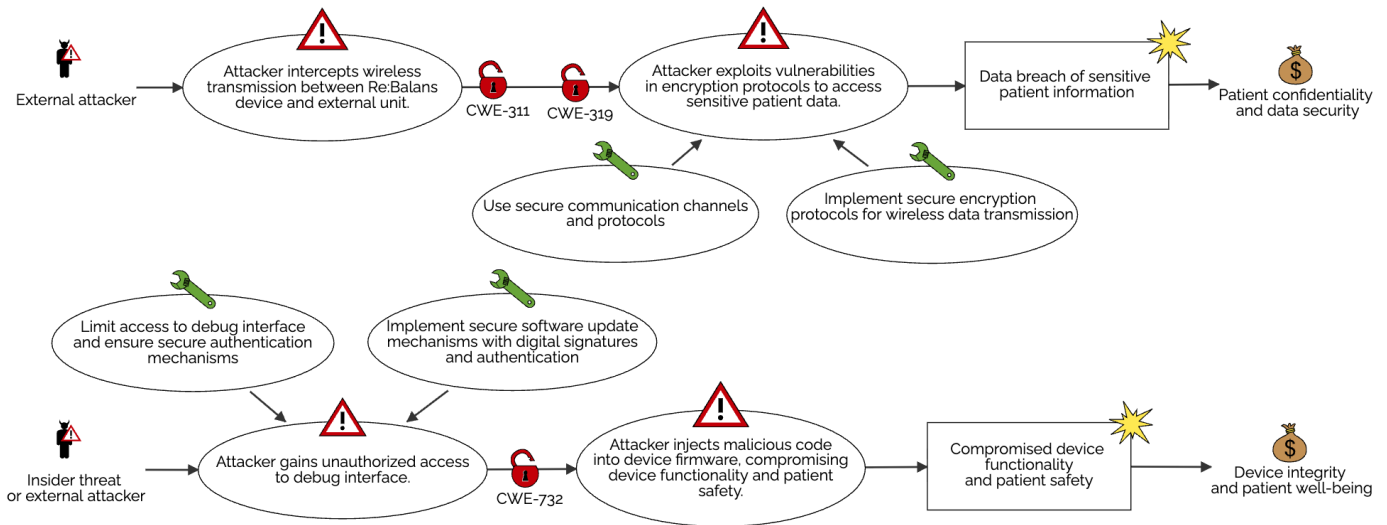 External attacker
Attacker intercepts wireless
transmission between Re:Balans
device and external unit.
CWE-311
CWE-319
Attacker exploits vulnerabilities
in encryption protocols to access
sensitive patient data.
Data breach of sensitive
patient information
$
Patient confidentiality
and data security
Use secure communication channels
and protocols
Implement secure encryption
protocols for wireless data transmission
Limit access to debug interface
and ensure secure authentication
mechanisms
Implement secure software update
mechanisms with digital signatures
and authentication
Insider threat
or external attacker
Attacker gains unauthorized access
to debug interface.
CWE-732
Attacker injects malicious code
into device firmware, compromising
device functionality and patient
safety.
Compromised device
functionality
and patient safety
$
Device integrity
and patient well-being